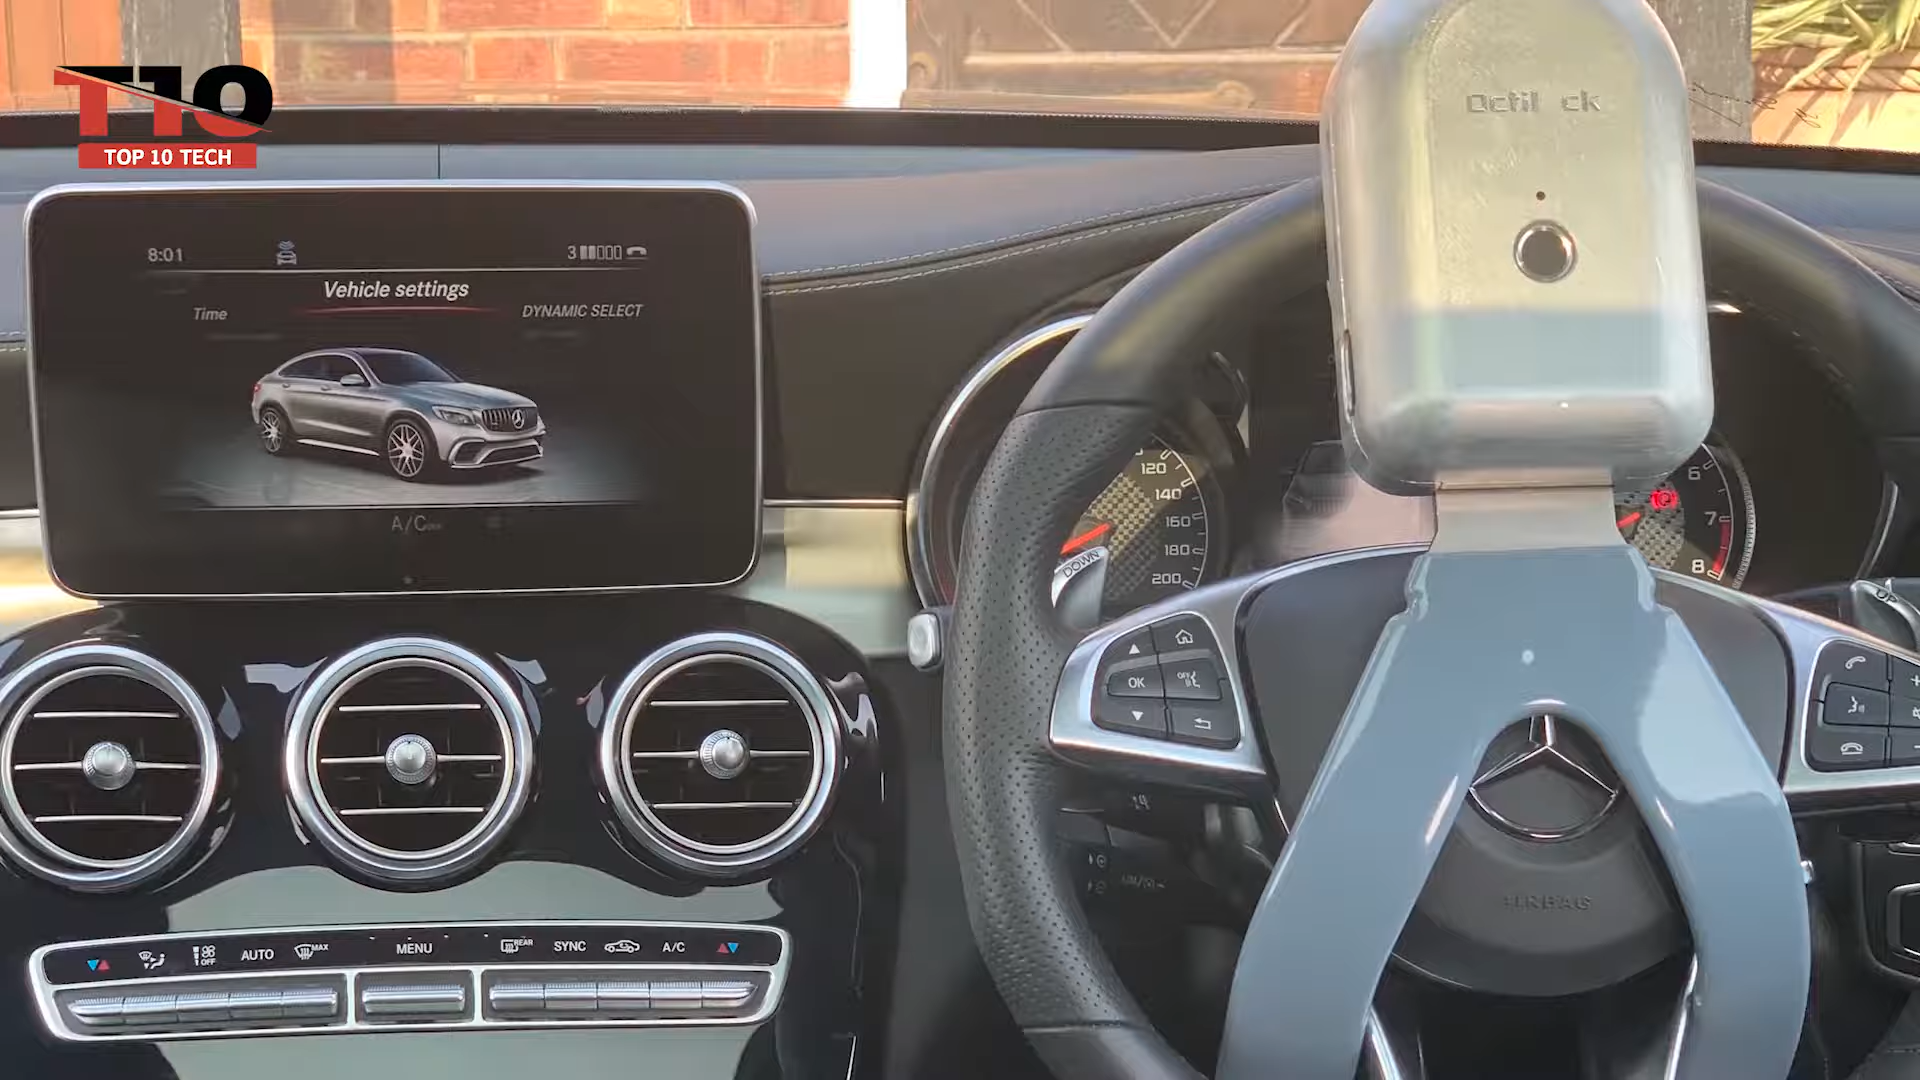 T10
TOP 10 TECH
8:01
3
Vehicle settings
Time
DYNAMIC SELECT
A/C
120
140
160
180
200
DOWN
6
7
8
OK
OFF
AIRBAG
OFF
AUTO
MAX
MENU
REAR
SYNC
A/C